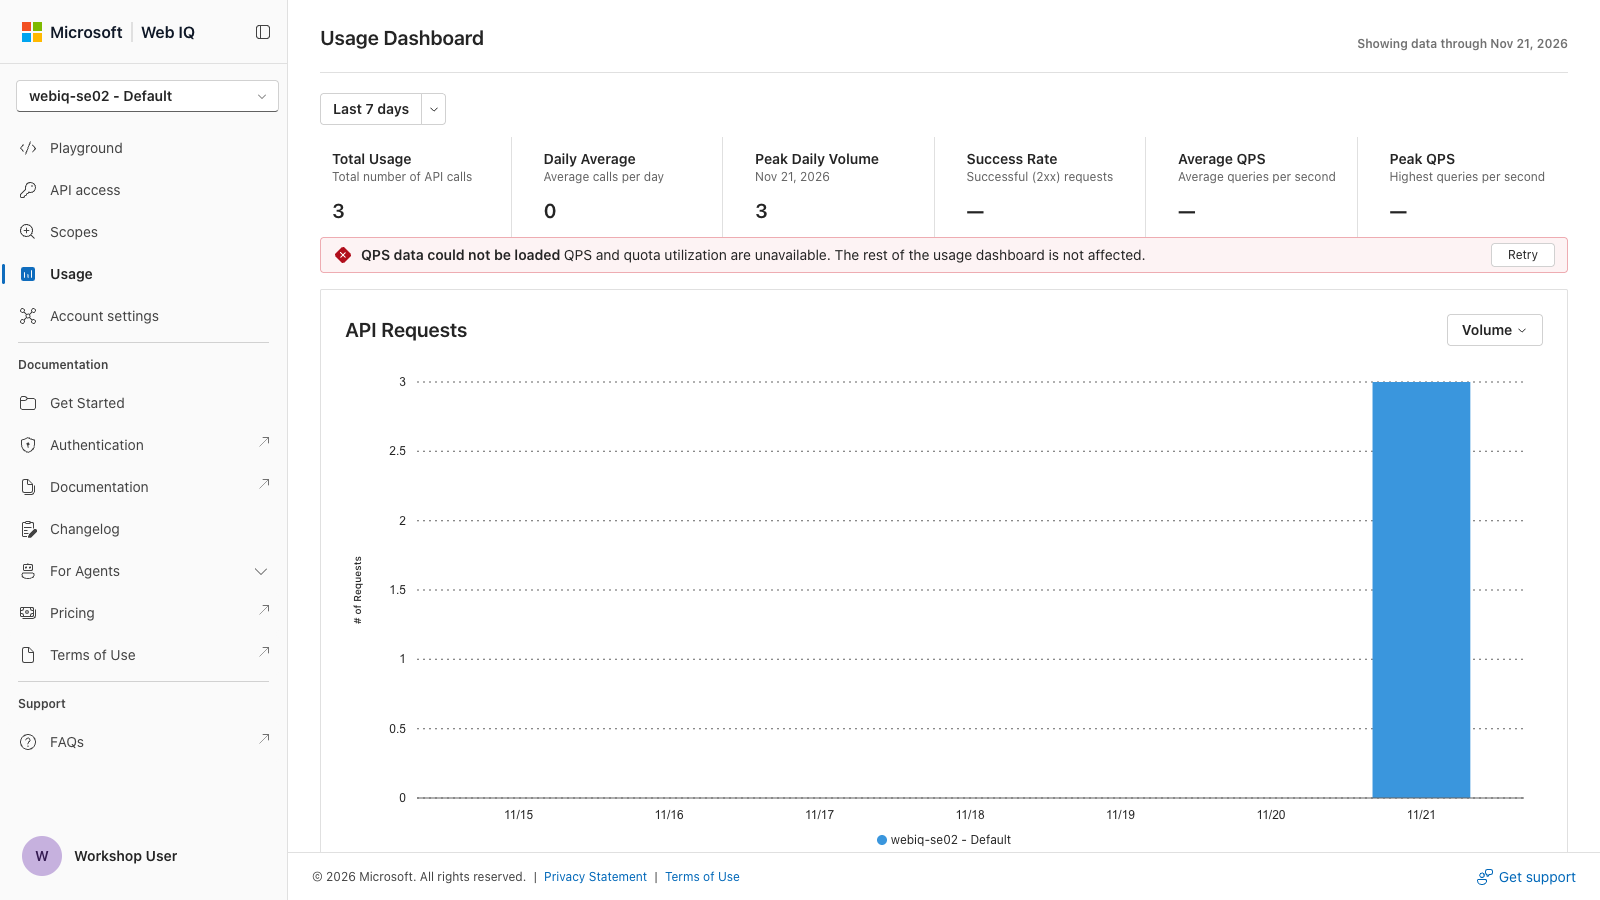 Microsoft | Web IQ
webiq-se02 - Default
Playground
API access
Scopes
Usage
Account settings
Documentation
Get Started
Authentication
Documentation
Changelog
For Agents
Pricing
Terms of Use
Support
FAQs
W
Workshop User
Usage Dashboard
Showing data through Nov 21, 2026
Last 7 days
Total Usage
Total number of API calls
3
Daily Average
Average calls per day
0
Peak Daily Volume
Nov 21, 2026
3
Success Rate
Successful (2xx) requests
—
Average QPS
Average queries per second
—
Peak QPS
Highest queries per second
—
QPS data could not be loaded QPS and quota utilization are unavailable. The rest of the usage dashboard is not affected.
Retry
API Requests
Volume
# of Requests
3
2.5
2
1.5
1
0.5
0
11/15 11/16 11/17 11/18 11/19 11/20 11/21
webiq-se02 - Default
© 2026 Microsoft. All rights reserved. | Privacy Statement | Terms of Use
Get support